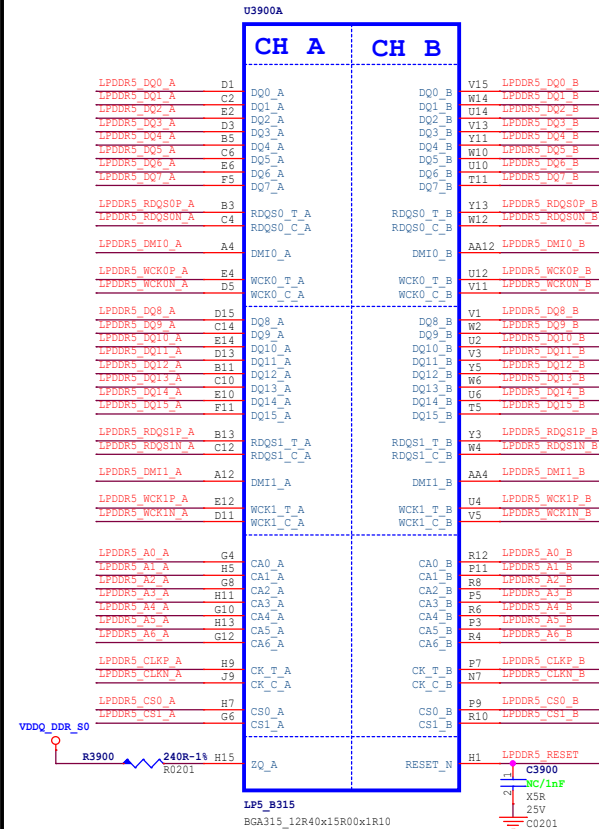 U3900A
CH A CH B
LPDDR5_DQ0_A D1 DQ0_A DQ0_B V15 LPDDR5_DQ0_B
LPDDR5_DQ1_A C2 DQ1_A DQ1_B W14 LPDDR5_DQ1_B
LPDDR5_DQ2_A E2 DQ2_A DQ2_B U14 LPDDR5_DQ2_B
LPDDR5_DQ3_A D3 DQ3_A DQ3_B V13 LPDDR5_DQ3_B
LPDDR5_DQ4_A B5 DQ4_A DQ4_B Y11 LPDDR5_DQ4_B
LPDDR5_DQ5_A C6 DQ5_A DQ5_B W10 LPDDR5_DQ5_B
LPDDR5_DQ6_A E6 DQ6_A DQ6_B U10 LPDDR5_DQ6_B
LPDDR5_DQ7_A F5 DQ7_A DQ7_B T11 LPDDR5_DQ7_B
LPDDR5_RDQS0P_A B3 RDQS0_T_A RDQS0_T_B Y13 LPDDR5_RDQS0P_B
LPDDR5_RDQS0N_A C4 RDQS0_C_A RDQS0_C_B W12 LPDDR5_RDQS0N_B
LPDDR5_DMI0_A A4 DMI0_A DMI0_B AA12 LPDDR5_DMI0_B
LPDDR5_WCK0P_A E4 WCK0_T_A WCK0_T_B U12 LPDDR5_WCK0P_B
LPDDR5_WCK0N_A D5 WCK0_C_A WCK0_C_B V11 LPDDR5_WCK0N_B
LPDDR5_DQ8_A D15 DQ8_A DQ8_B V1 LPDDR5_DQ8_B
LPDDR5_DQ9_A C14 DQ9_A DQ9_B W2 LPDDR5_DQ9_B
LPDDR5_DQ10_A E14 DQ10_A DQ10_B U2 LPDDR5_DQ10_B
LPDDR5_DQ11_A D13 DQ11_A DQ11_B V3 LPDDR5_DQ11_B
LPDDR5_DQ12_A B11 DQ12_A DQ12_B Y5 LPDDR5_DQ12_B
LPDDR5_DQ13_A C10 DQ13_A DQ13_B W6 LPDDR5_DQ13_B
LPDDR5_DQ14_A E10 DQ14_A DQ14_B U6 LPDDR5_DQ14_B
LPDDR5_DQ15_A F11 DQ15_A DQ15_B T5 LPDDR5_DQ15_B
LPDDR5_RDQS1P_A B13 RDQS1_T_A RDQS1_T_B Y3 LPDDR5_RDQS1P_B
LPDDR5_RDQS1N_A C12 RDQS1_C_A RDQS1_C_B W4 LPDDR5_RDQS1N_B
LPDDR5_DMI1_A A12 DMI1_A DMI1_B AA4 LPDDR5_DMI1_B
LPDDR5_WCK1P_A E12 WCK1_T_A WCK1_T_B U4 LPDDR5_WCK1P_B
LPDDR5_WCK1N_A D11 WCK1_C_A WCK1_C_B V5 LPDDR5_WCK1N_B
LPDDR5_A0_A G4 CA0_A CA0_B R12 LPDDR5_A0_B
LPDDR5_A1_A H5 CA1_A CA1_B P11 LPDDR5_A1_B
LPDDR5_A2_A G8 CA2_A CA2_B R8 LPDDR5_A2_B
LPDDR5_A3_A H11 CA3_A CA3_B P5 LPDDR5_A3_B
LPDDR5_A4_A G10 CA4_A CA4_B R6 LPDDR5_A4_B
LPDDR5_A5_A H13 CA5_A CA5_B P3 LPDDR5_A5_B
LPDDR5_A6_A G12 CA6_A CA6_B R4 LPDDR5_A6_B
LPDDR5_CLKP_A H9 CK_T_A CK_T_B P7 LPDDR5_CLKP_B
LPDDR5_CLKN_A J9 CK_C_A CK_C_B N7 LPDDR5_CLKN_B
LPDDR5_CS0_A H7 CS0_A CS0_B P9 LPDDR5_CS0_B
LPDDR5_CS1_A G6 CS1_A CS1_B R10 LPDDR5_CS1_B
VDDQ_DDR_S0
R3900 240R-1% H15 ZQ_A RESET_N H1 LPDDR5_RESET
R0201
1 C3900
NC/1nF
2 X5R
25V
C0201
LP5_B315
BGA315_12R40x15R00x1R10